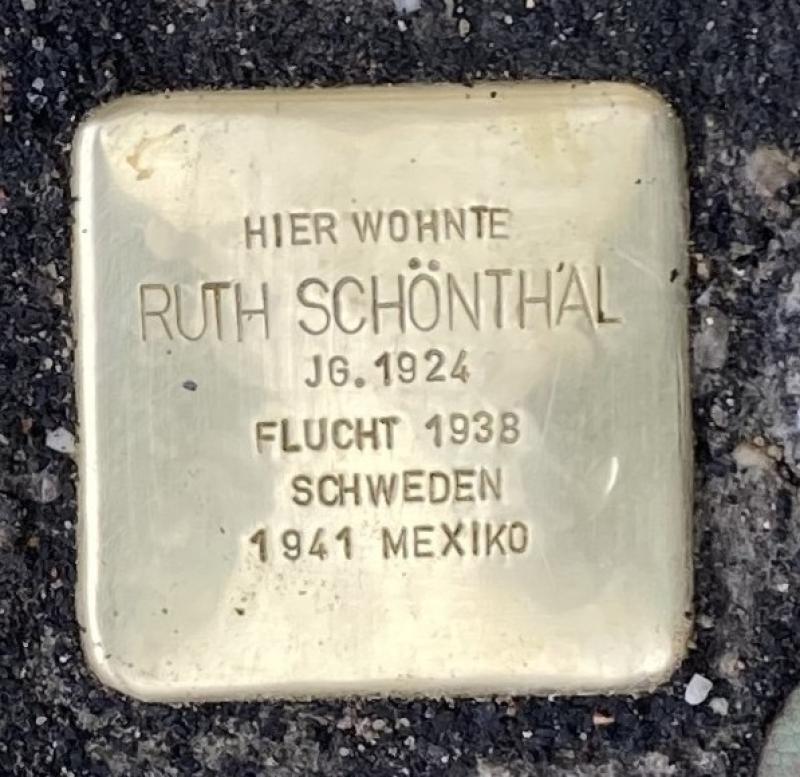 HIER WOHNTE
RUTH SCHÖNTHAL
JG. 1924
FLUCHT 1938
SCHWEDEN
1941 MEXIKO